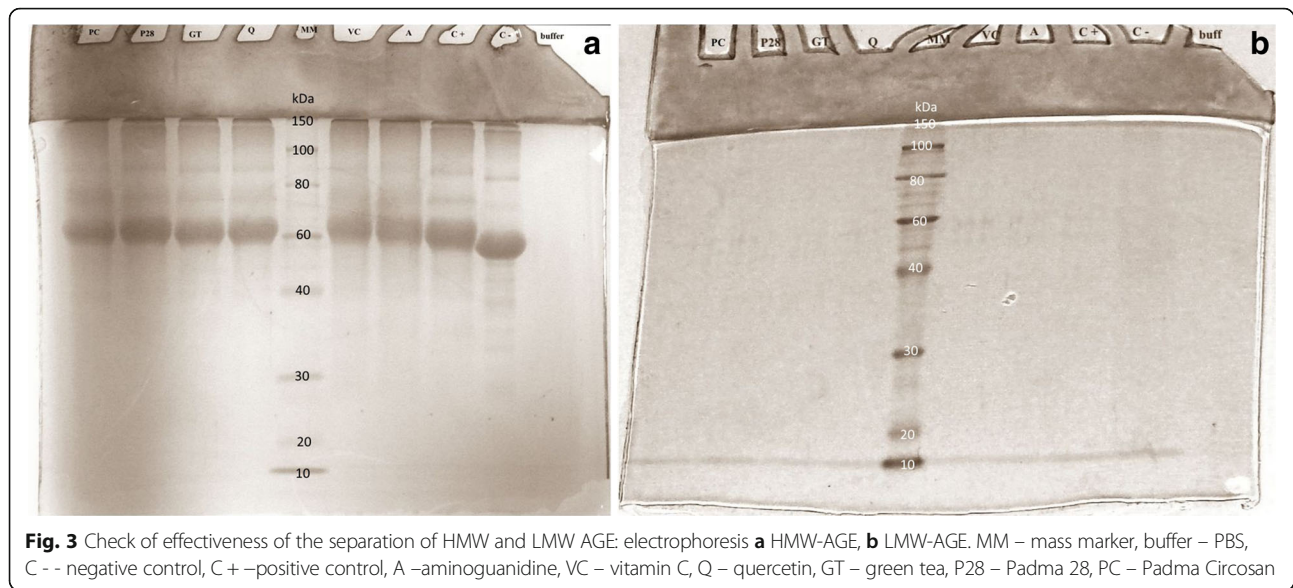 PC P28 GT Q MM VC A C+ C- buffer a
kDa
150
100
80
60
40
30
20
10
PC P28 GT Q MM VC A C+ C- buff b
kDa
150
100
80
60
40
30
20
10
Fig. 3 Check of effectiveness of the separation of HMW and LMW AGE: electrophoresis a HMW-AGE, b LMW-AGE. MM – mass marker, buffer – PBS,
C - - negative control, C + –positive control, A –aminoguanidine, VC – vitamin C, Q – quercetin, GT – green tea, P28 – Padma 28, PC – Padma Circosan